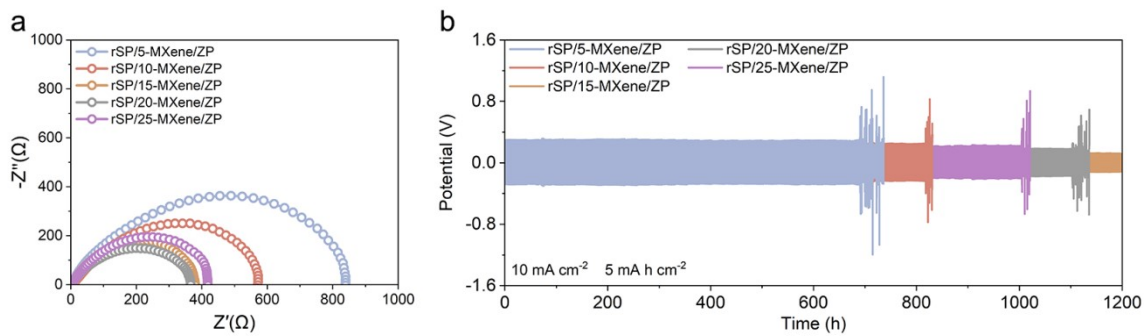 a
1000
800
600
400
200
0
-Z″(Ω)
rSP/5-MXene/ZP
rSP/10-MXene/ZP
rSP/15-MXene/ZP
rSP/20-MXene/ZP
rSP/25-MXene/ZP
0 200 400 600 800 1000
Z′(Ω)
b
1.6
0.8
0.0
-0.8
-1.6
Potential (V)
rSP/5-MXene/ZP rSP/20-MXene/ZP
rSP/10-MXene/ZP rSP/25-MXene/ZP
rSP/15-MXene/ZP
10 mA cm⁻² 5 mA h cm⁻²
0 200 400 600 800 1000 1200
Time (h)